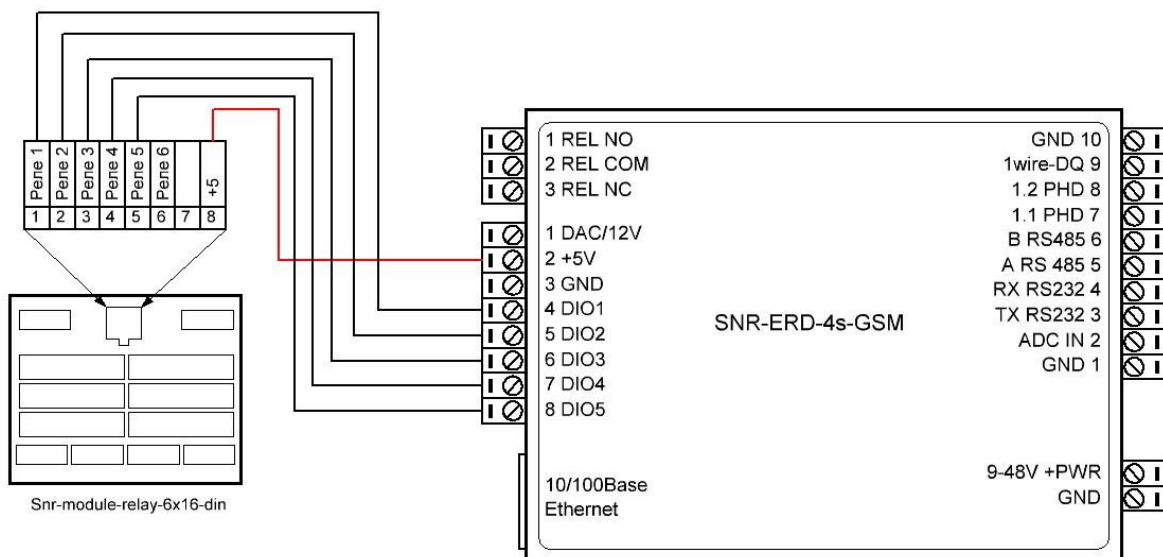 Реле 1
Реле 2
Реле 3
Реле 4
Реле 5
Реле 6
+5
1 2 3 4 5 6 7 8
Snr-module-relay-6x16-din
1 REL NO
2 REL COM
3 REL NC
1 DAC/12V
2 +5V
3 GND
4 DIO1
5 DIO2
6 DIO3
7 DIO4
8 DIO5
10/100Base
Ethernet
SNR-ERD-4s-GSM
GND 10
1wire-DQ 9
1.2 PHD 8
1.1 PHD 7
B RS485 6
A RS 485 5
RX RS232 4
TX RS232 3
ADC IN 2
GND 1
9-48V +PWR
GND